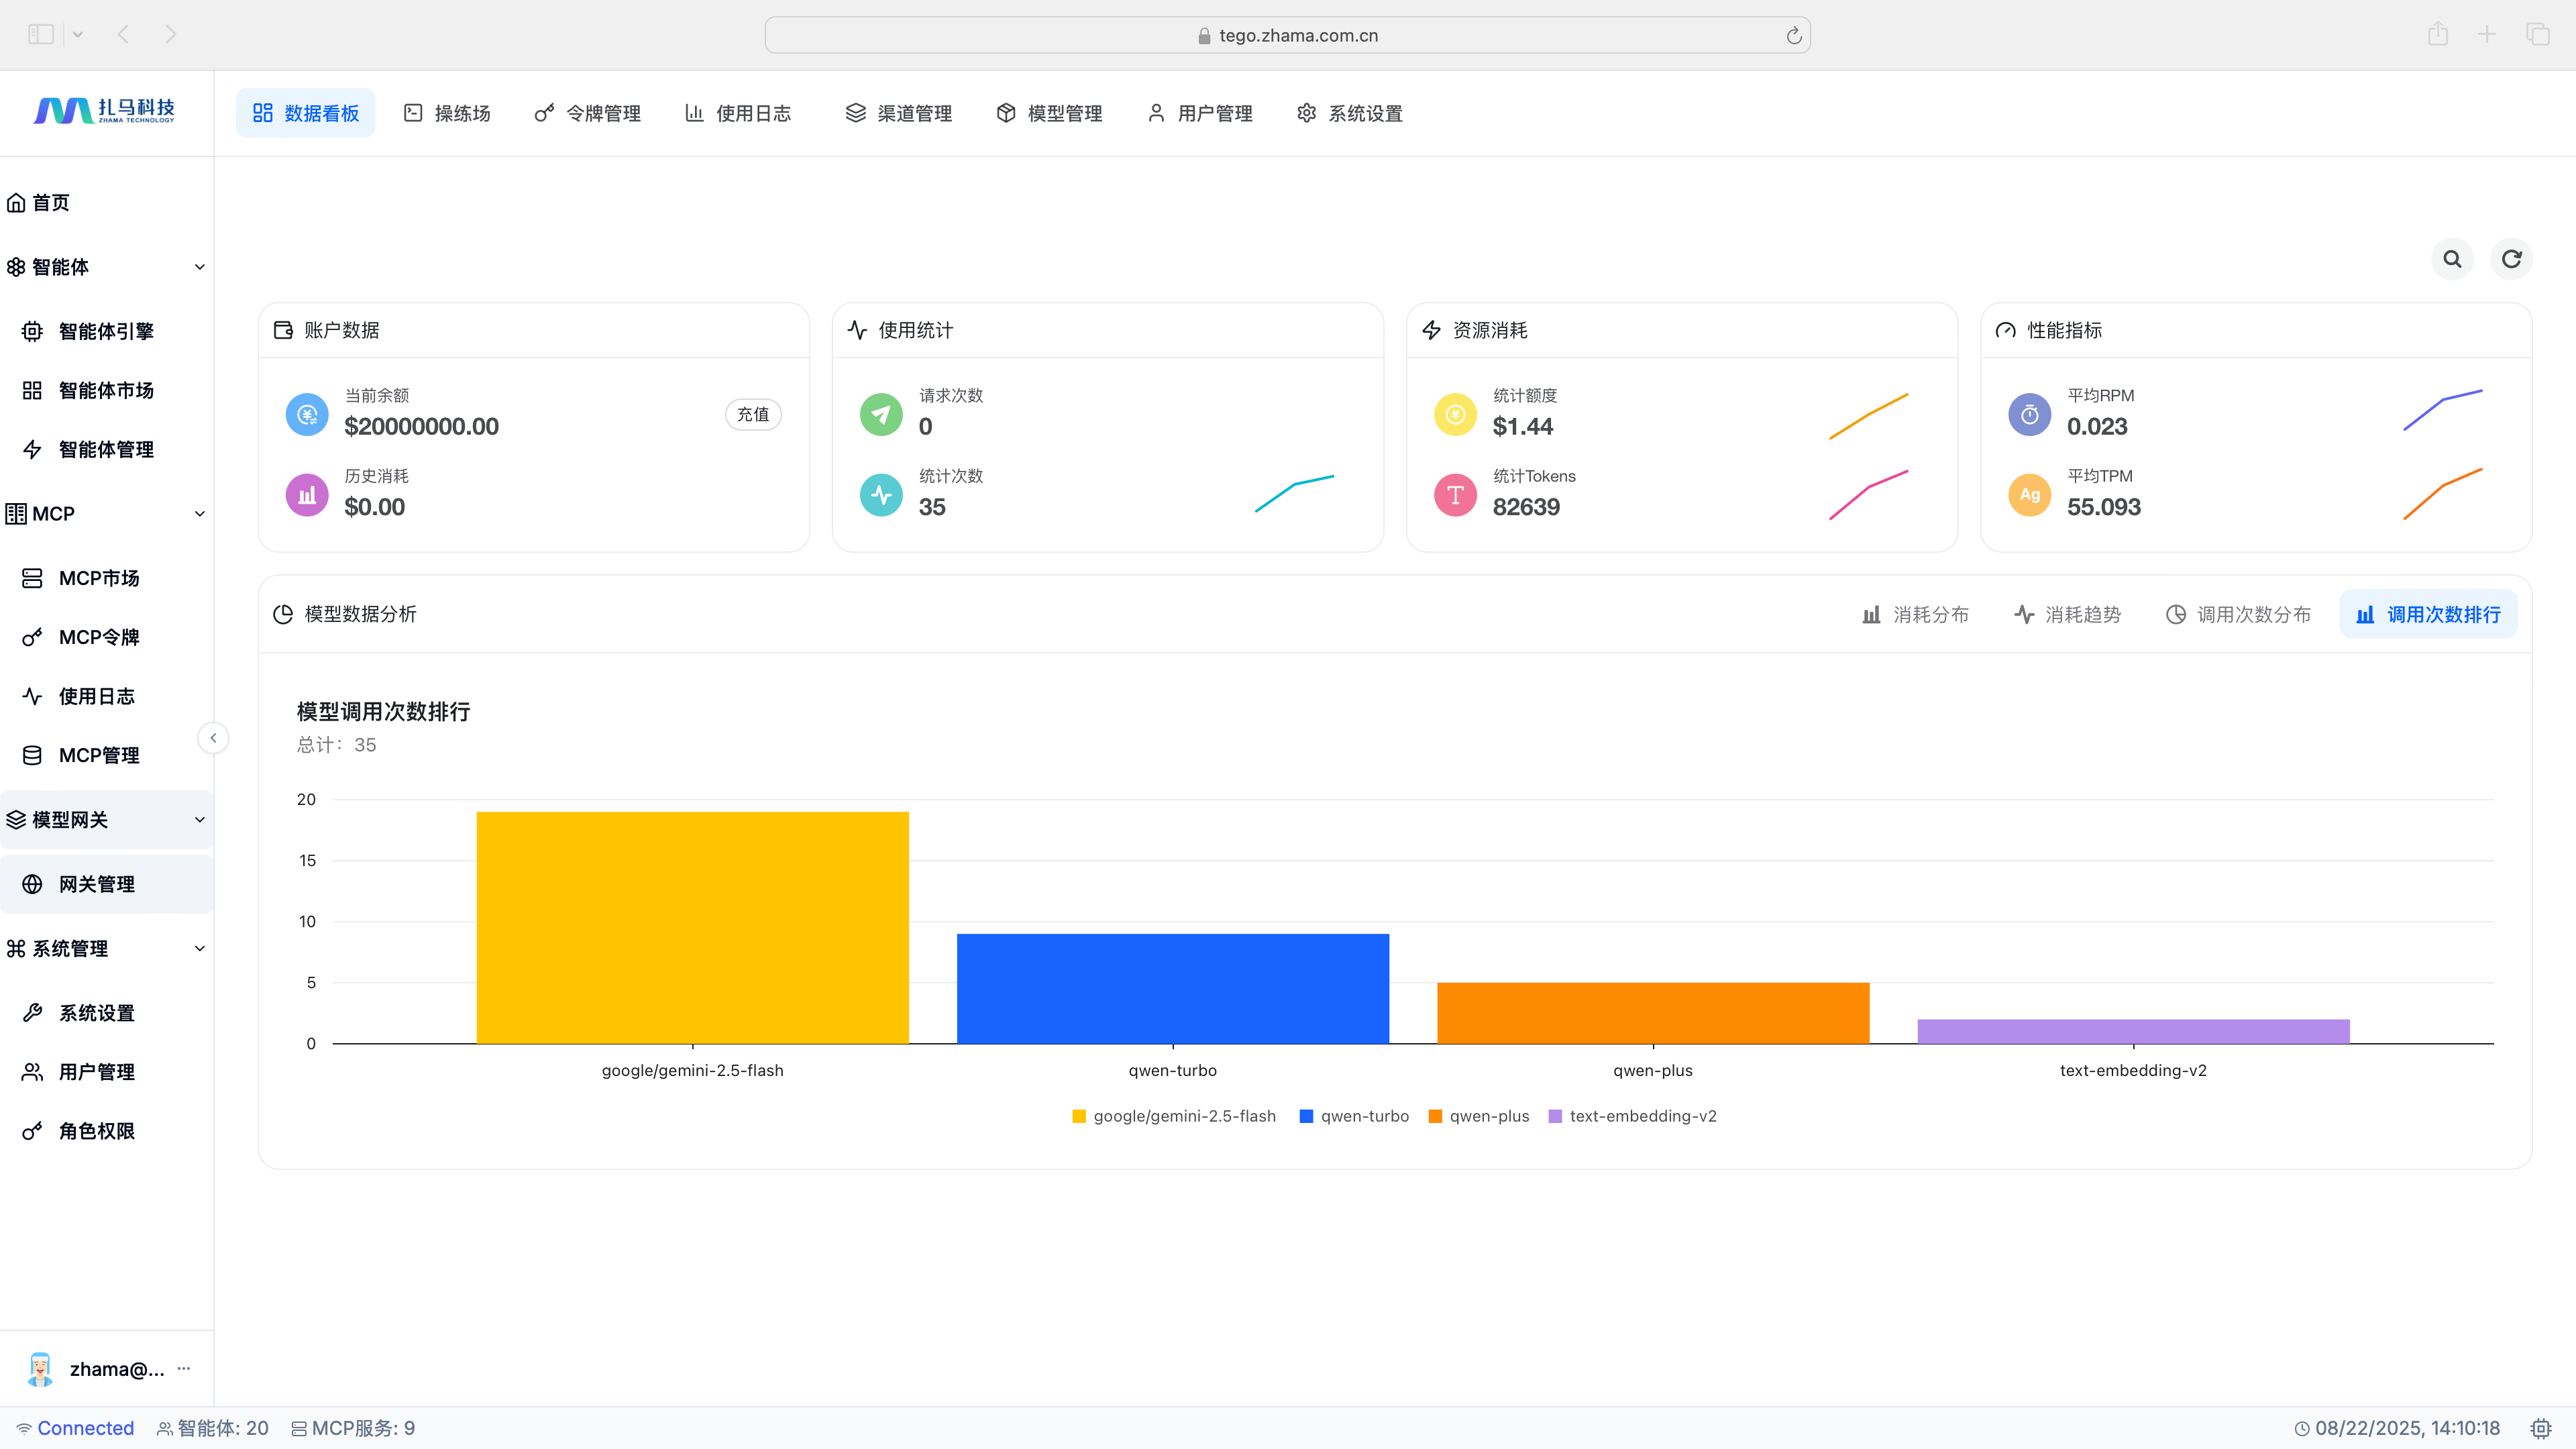 tego.zhama.com.cn
扎马科技
ZHAMA TECHNOLOGY
数据看板 操练场 令牌管理 使用日志 渠道管理 模型管理 用户管理 系统设置
首页
智能体
智能体引擎
智能体市场
智能体管理
MCP
MCP市场
MCP令牌
使用日志
MCP管理
模型网关
网关管理
系统管理
系统设置
用户管理
角色权限
zhama@... ...
账户数据
当前余额
$20000000.00
充值
历史消耗
$0.00
使用统计
请求次数
0
统计次数
35
资源消耗
统计额度
$1.44
T
统计Tokens
82639
性能指标
平均RPM
0.023
Ag
平均TPM
55.093
模型数据分析
消耗分布 消耗趋势 调用次数分布 调用次数排行
模型调用次数排行
总计：35
20
15
10
5
0
google/gemini-2.5-flash qwen-turbo qwen-plus text-embedding-v2
google/gemini-2.5-flash qwen-turbo qwen-plus text-embedding-v2
Connected 智能体: 20 MCP服务: 9 08/22/2025, 14:10:18